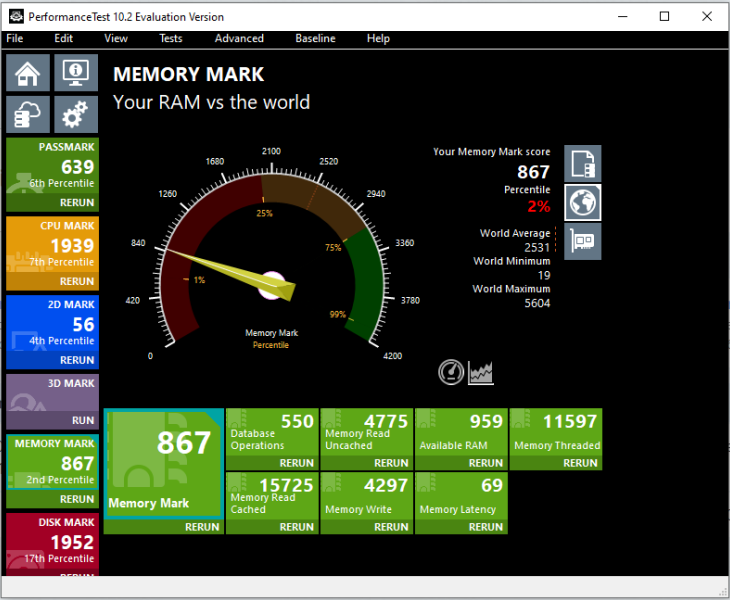 PerformanceTest 10.2 Evaluation Version
File Edit View Tests Advanced Baseline Help
MEMORY MARK
Your RAM vs the world
PASSMARK
639
6th Percentile
RERUN
CPU MARK
1939
7th Percentile
RERUN
2D MARK
56
4th Percentile
RERUN
3D MARK
RUN
MEMORY MARK
867
2nd Percentile
RERUN
DISK MARK
1952
17th Percentile
RERUN
0
420
840
1260
1680
2100
2520
2940
3360
3780
4200
1%
25%
75%
99%
Memory Mark
Percentile
Your Memory Mark score
867
Percentile
2%
World Average
2531
World Minimum
19
World Maximum
5604
867
Memory Mark
RERUN
550
Database
Operations
RERUN
4775
Memory Read
Uncached
RERUN
959
Available RAM
RERUN
11597
Memory Threaded
RERUN
15725
Memory Read
Cached
RERUN
4297
Memory Write
RERUN
69
Memory Latency
RERUN